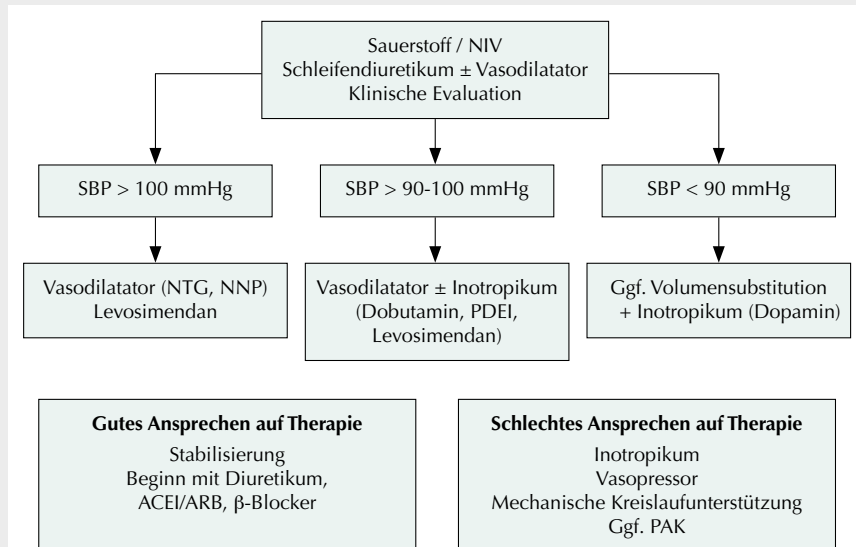 Sauerstoff / NIV
Schleifendiuretikum ± Vasodilatator
Klinische Evaluation
SBP > 100 mmHg
SBP > 90-100 mmHg
SBP < 90 mmHg
Vasodilatator (NTG, NNP)
Levosimendan
Vasodilatator ± Inotropikum
(Dobutamin, PDEI,
Levosimendan)
Ggf. Volumensubstitution
+ Inotropikum (Dopamin)
Gutes Ansprechen auf Therapie
Stabilisierung
Beginn mit Diuretikum,
ACEI/ARB, β-Blocker
Schlechtes Ansprechen auf Therapie
Inotropikum
Vasopressor
Mechanische Kreislaufunterstützung
Ggf. PAK